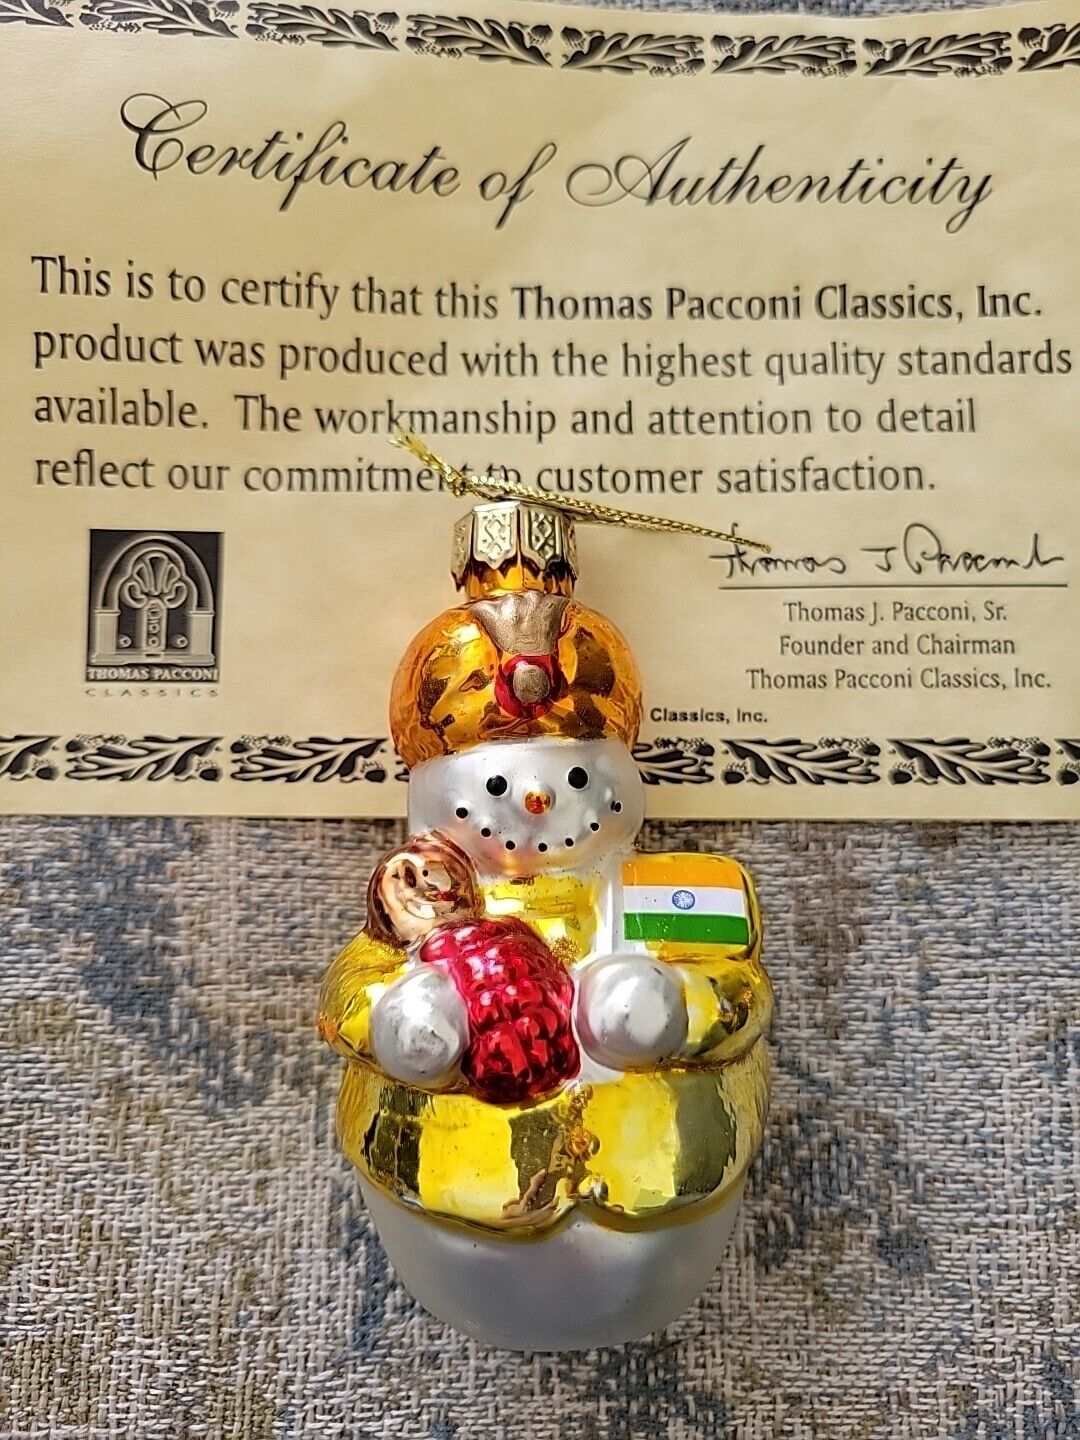 Certificate of Authenticity
This is to certify that this Thomas Pacconi Classics, Inc.
product was produced with the highest quality standards
available. The workmanship and attention to detail
reflect our commitment to customer satisfaction.
Thomas J Pacconi
Thomas J. Pacconi, Sr.
Founder and Chairman
Thomas Pacconi Classics, Inc.
THOMAS PACCONI
CLASSICS
Classics, Inc.